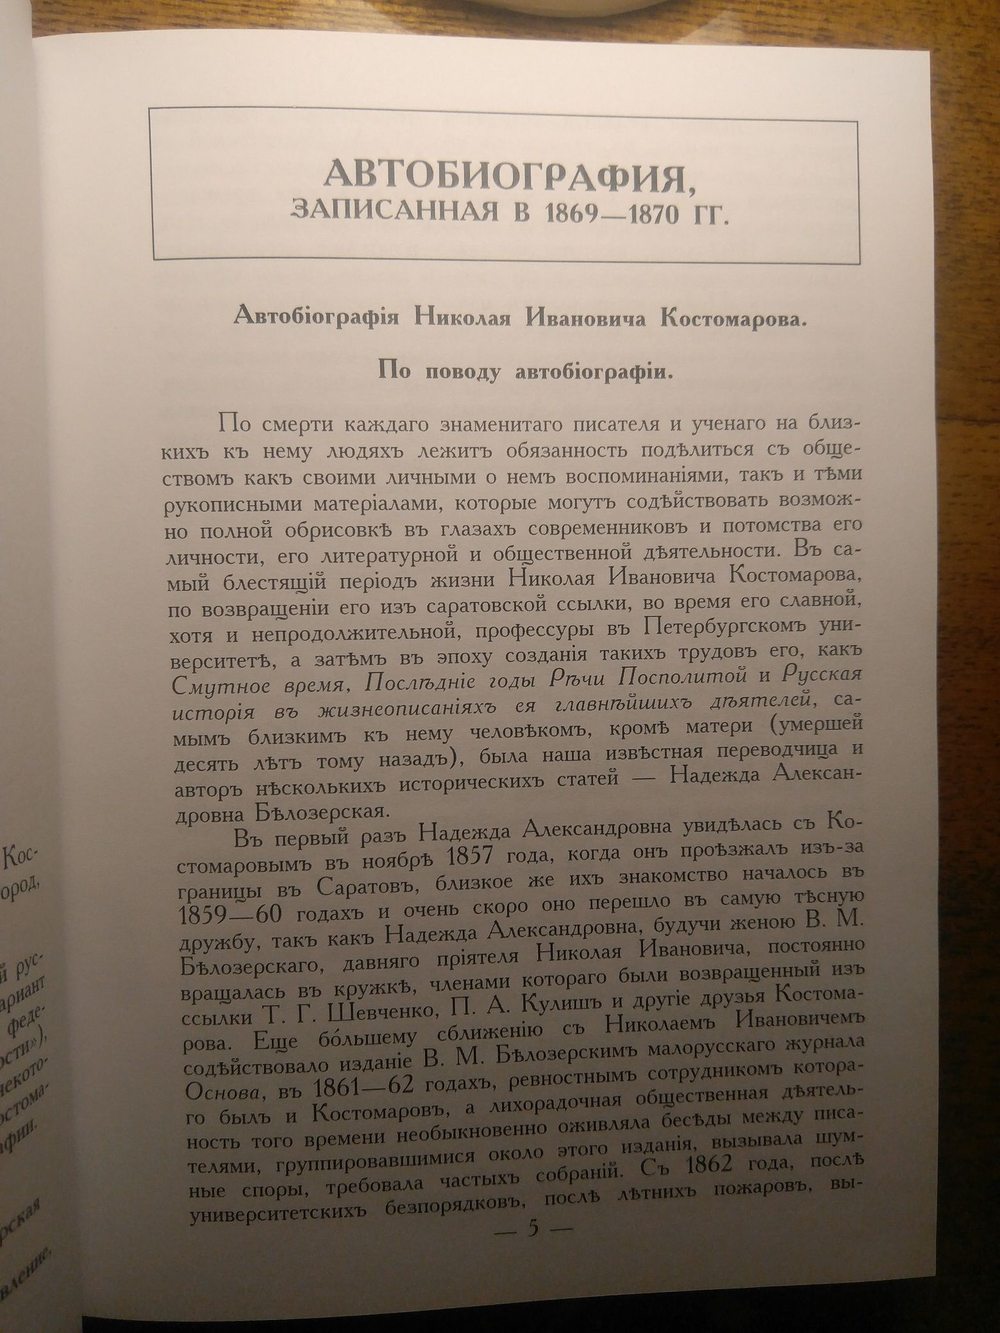 АВТОБИОГРАФИЯ,
ЗАПИСАННАЯ В 1869—1870 ГГ.
Автобіографія Николая Ивановича Костомарова.
По поводу автобіографіи.
По смерти каждаго знаменитаго писателя и ученаго на близ-
кихъ къ нему людяхъ лежитъ обязанность подѣлиться съ обще-
ствомъ какъ своими личными о нем воспоминаніями, такъ и тѣми
рукописными матеріалами, которые могутъ содѣйствовать возмож-
но полной обрисовкѣ въ глазахъ современниковъ и потомства его
личности, его литературной и общественной дѣятельности. Въ са-
мый блестящій періодъ жизни Николая Ивановича Костомарова,
по возвращеніи его изъ саратовской ссылки, во время его славной,
хотя и непродолжительной, профессуры въ Петербургскомъ уни-
верситетѣ, а затѣмъ въ эпоху созданія такихъ трудовъ его, какъ
Смутное время, Послѣдніе годы Рѣчи Посполитой и Русская
исторія въ жизнеописаніяхъ ея главнѣйшихъ дѣятелей, са-
мымъ близкимъ къ нему человѣкомъ, кромѣ матери (умершей
десять лѣтъ тому назадъ), была наша извѣстная переводчица и
авторъ нѣсколькихъ историческихъ статей — Надежда Алексан-
дровна Бѣлозерская.
Въ первый разъ Надежда Александровна увидѣлась съ Ко-
стомаровымъ въ ноябрѣ 1857 года, когда онъ проѣзжалъ изъ-за
границы въ Саратовъ, близкое же ихъ знакомство началось въ
1859—60 годахъ и очень скоро оно перешло въ самую тѣсную
дружбу, такъ какъ Надежда Александровна, будучи женою В. М.
Бѣлозерскаго, давняго пріятеля Николая Ивановича, постоянно
вращалась въ кружкѣ, членами котораго были возвращенный изъ
ссылки Т. Г. Шевченко, П. А. Кулишъ и другіе друзья Костома-
рова. Еще бо́льшему сближенію съ Николаемъ Ивановичемъ
содѣйствовало изданіе В. М. Бѣлозерскимъ малорусскаго журнала
Основа, въ 1861—62 годахъ, ревностнымъ сотрудникомъ котора-
го былъ и Костомаровъ, а лихорадочная общественная дѣятель-
ность того времени необыкновенно оживляла бесѣды между писа-
телями, группировавшимися около этого изданія, вызывала шум-
ные споры, требовала частыхъ собраній. Съ 1862 года, послѣ
университетскихъ безпорядковъ, послѣ лѣтнихъ пожаровъ, вы-
— 5 —
Кос-
ород,
й рус-
ариант
феде-
ости»),
некото-
остома-
афии.
рская
вление,